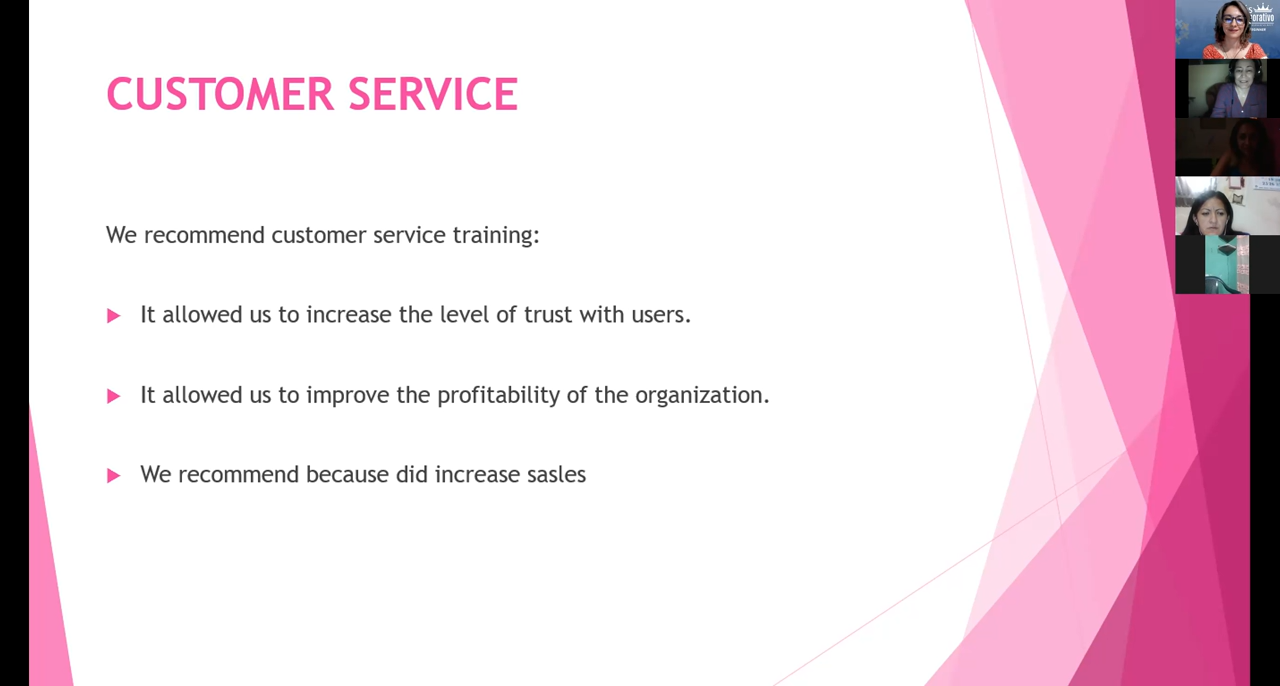 CUSTOMER SERVICE
We recommend customer service training:
It allowed us to increase the level of trust with users.
It allowed us to improve the profitability of the organization.
We recommend because did increase sasles